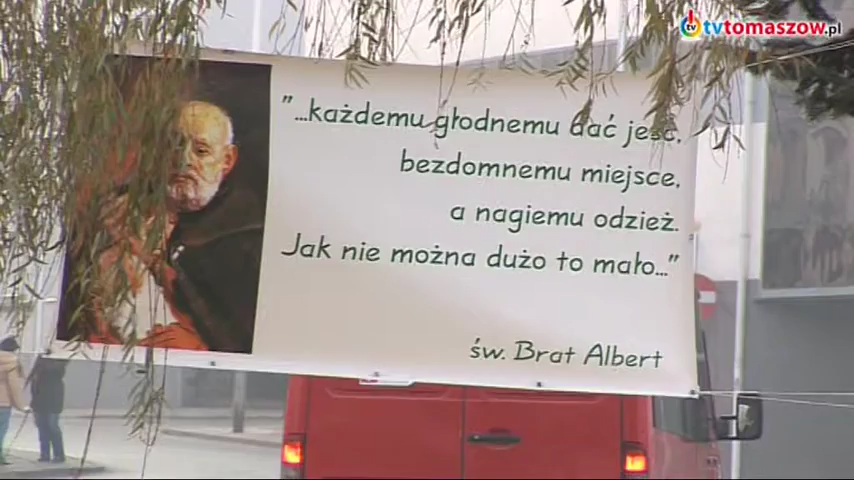 tvtomaszow.pl
"...każdemu głodnemu dać jeść,
bezdomnemu miejsce,
a nagiemu odzież.
Jak nie można dużo to mało..."
św. Brat Albert